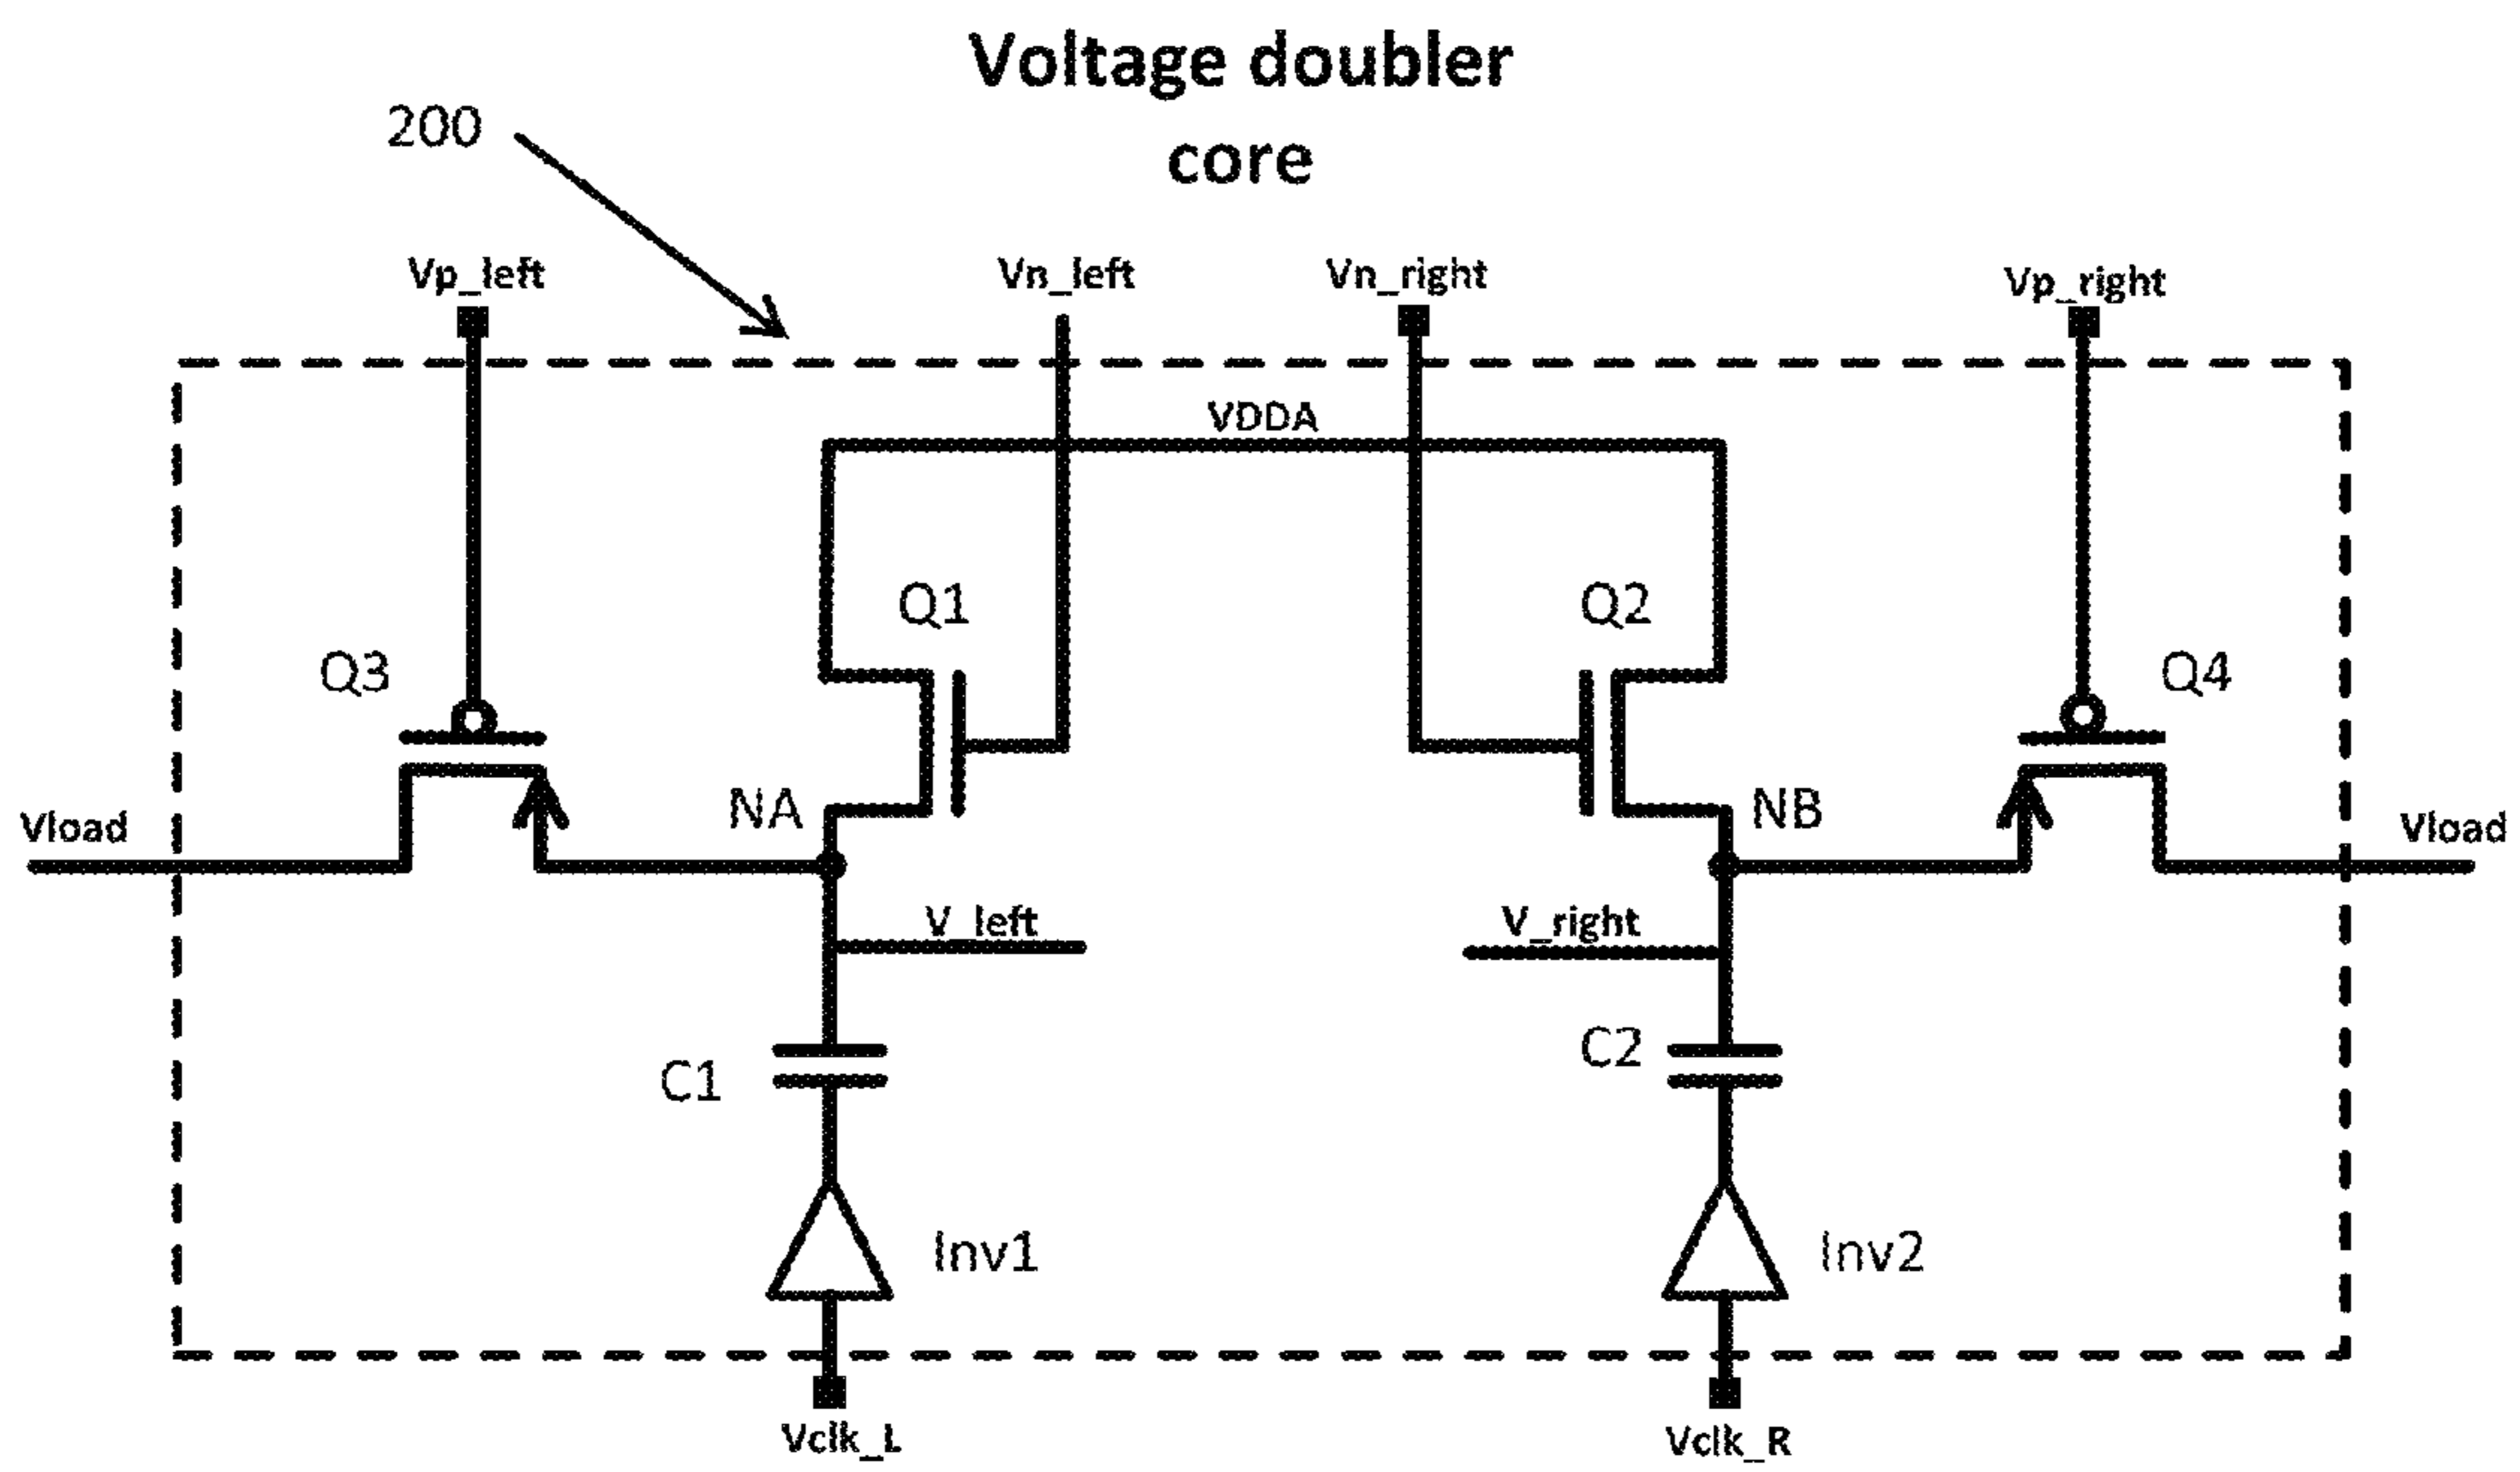 Voltage doubler
core
200
Vp_left
Vn_left
Vn_right
Vp_right
VDDA
Q1
Q2
Q3
Q4
NA
NB
Vload
Vload
V_left
V_right
C1
C2
Inv1
Inv2
Vclk_L
Vclk_R